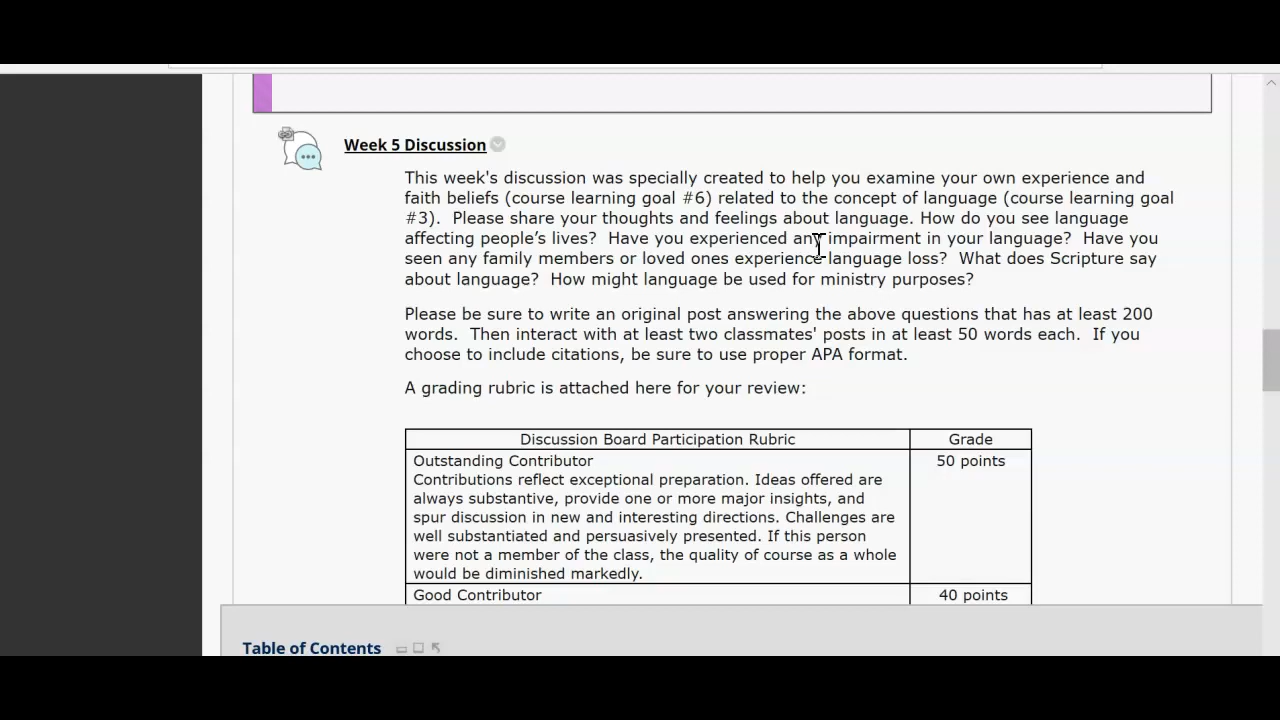 Week 5 Discussion
This week's discussion was specially created to help you examine your own experience and
faith beliefs (course learning goal #6) related to the concept of language (course learning goal
#3).  Please share your thoughts and feelings about language. How do you see language
affecting people’s lives?  Have you experienced any impairment in your language?  Have you
seen any family members or loved ones experience language loss?  What does Scripture say
about language?  How might language be used for ministry purposes?
Please be sure to write an original post answering the above questions that has at least 200
words.  Then interact with at least two classmates' posts in at least 50 words each.  If you
choose to include citations, be sure to use proper APA format.
A grading rubric is attached here for your review:
Discussion Board Participation Rubric Grade
Outstanding Contributor 50 points
Contributions reflect exceptional preparation. Ideas offered are
always substantive, provide one or more major insights, and
spur discussion in new and interesting directions. Challenges are
well substantiated and persuasively presented. If this person
were not a member of the class, the quality of course as a whole
would be diminished markedly.
Good Contributor 40 points
Table of Contents